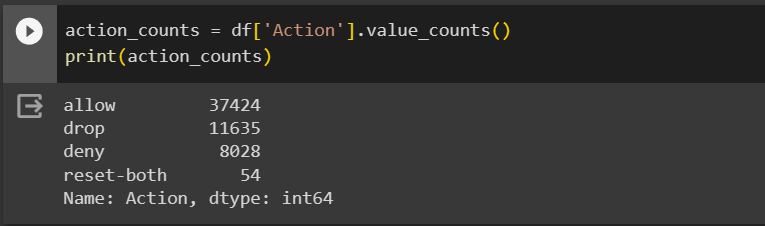 action_counts = df['Action'].value_counts()
print(action_counts)
allow         37424
drop          11635
deny           8028
reset-both       54
Name: Action, dtype: int64